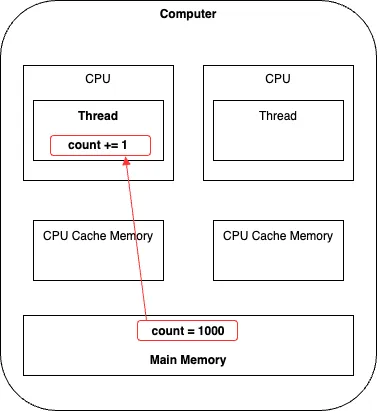 Computer
CPU
CPU
Thread
Thread
count += 1
CPU Cache Memory
CPU Cache Memory
count = 1000
Main Memory